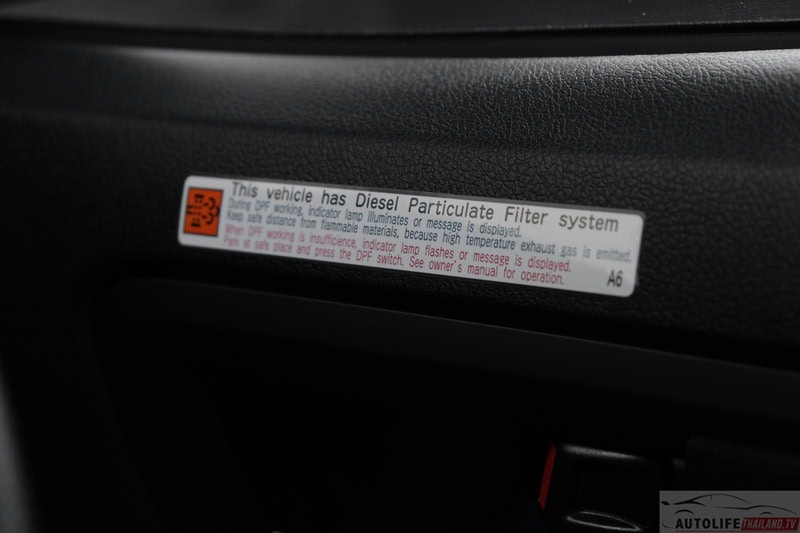 This vehicle has Diesel Particulate Filter system
During DPF working, indicator lamp illuminates or message is displayed.
Keep safe distance from flammable materials, because high temperature exhaust gas is emitted.
When DPF working is insufficience, indicator lamp flashes or message is displayed.
Park at safe place and press the DPF switch. See owner's manual for operation.
A6
AUTOLIFETHAILAND.TV